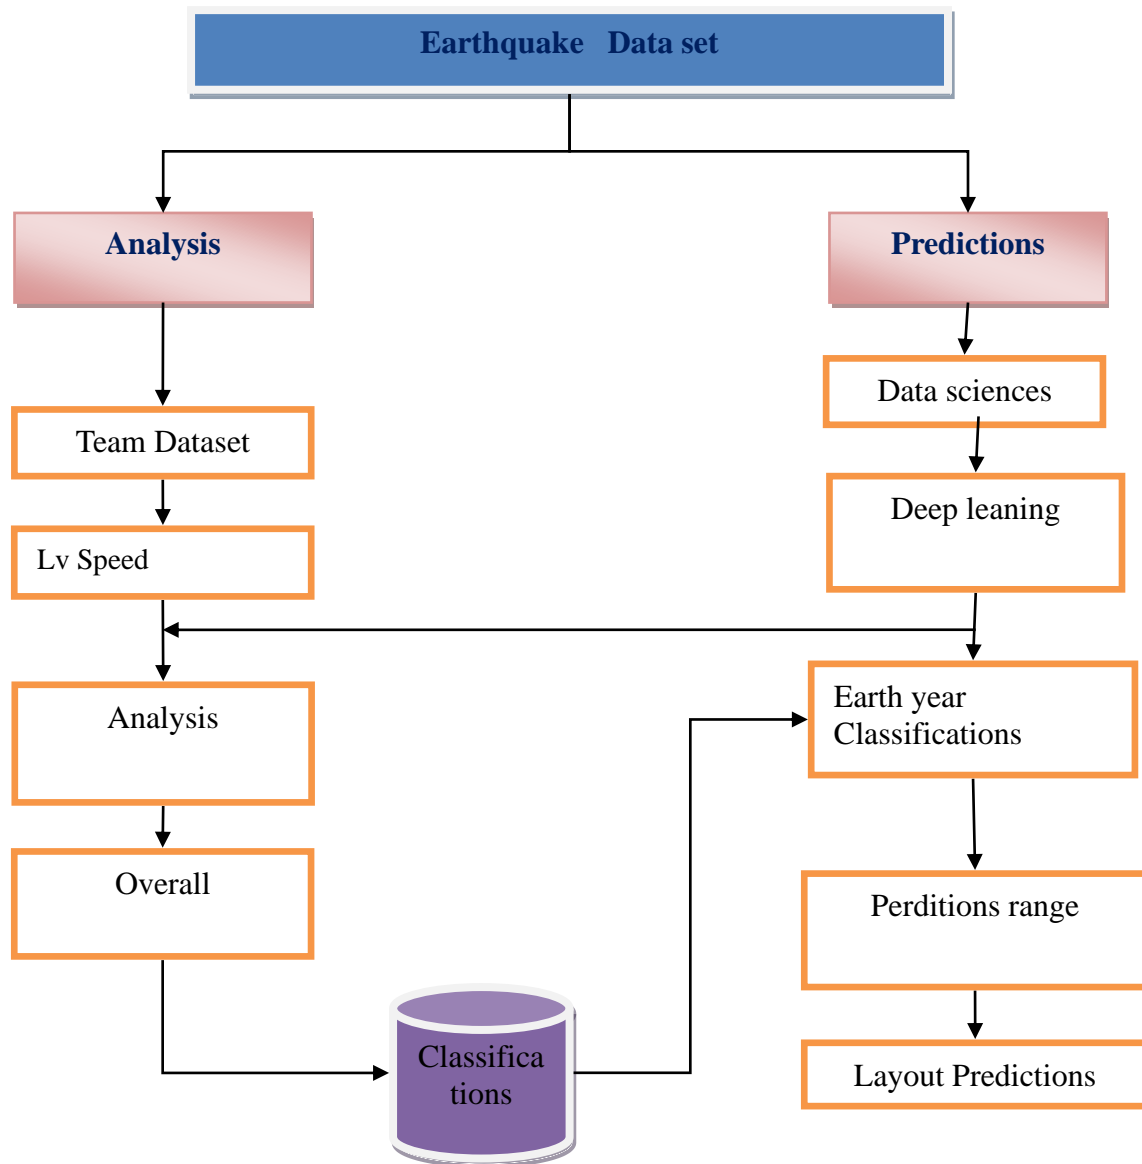 Earthquake Data set
Analysis
Predictions
Data sciences
Team Dataset
Deep leaning
Lv Speed
Earth year
Classifications
Analysis
Overall
Perditions range
Classifica
tions
Layout Predictions